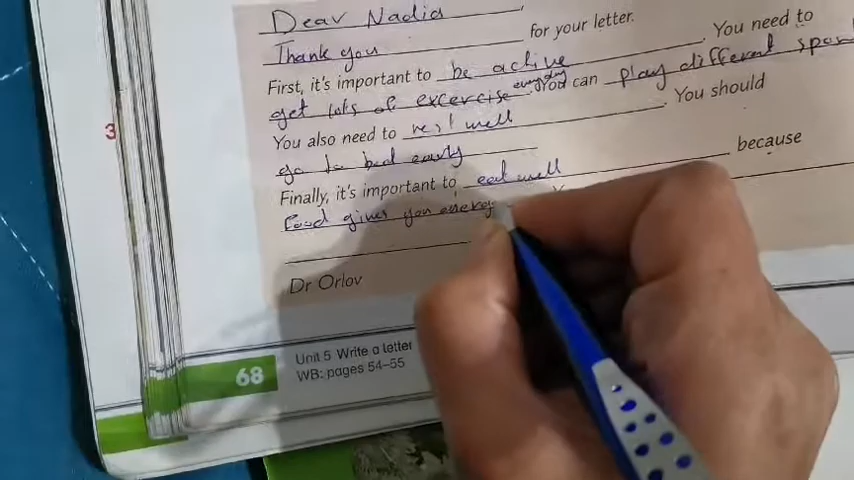 Dear Nadia
Thank you for your letter.
First, it's important to be active You need to
get lots of excercise everyday. You can play different
You also need to rest well You should
go to bed early
Finally, it's important to eat well because
food gives you energy
Dr Orlov
3
68 Unit 5 Write a letter
WB: pages 54-55